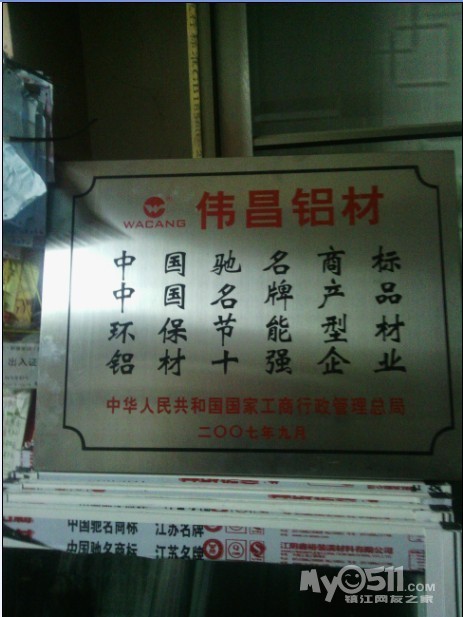 WACANG 伟昌铝材
中国驰名商标
中国名牌产品
环保节能型材
铝材十强企业
中华人民共和国国家工商行政管理总局
二〇〇七年九月
出入证
中国驰名商标 江苏名牌
中国驰名商标 江苏名牌
My0511.com
镇江网友之家